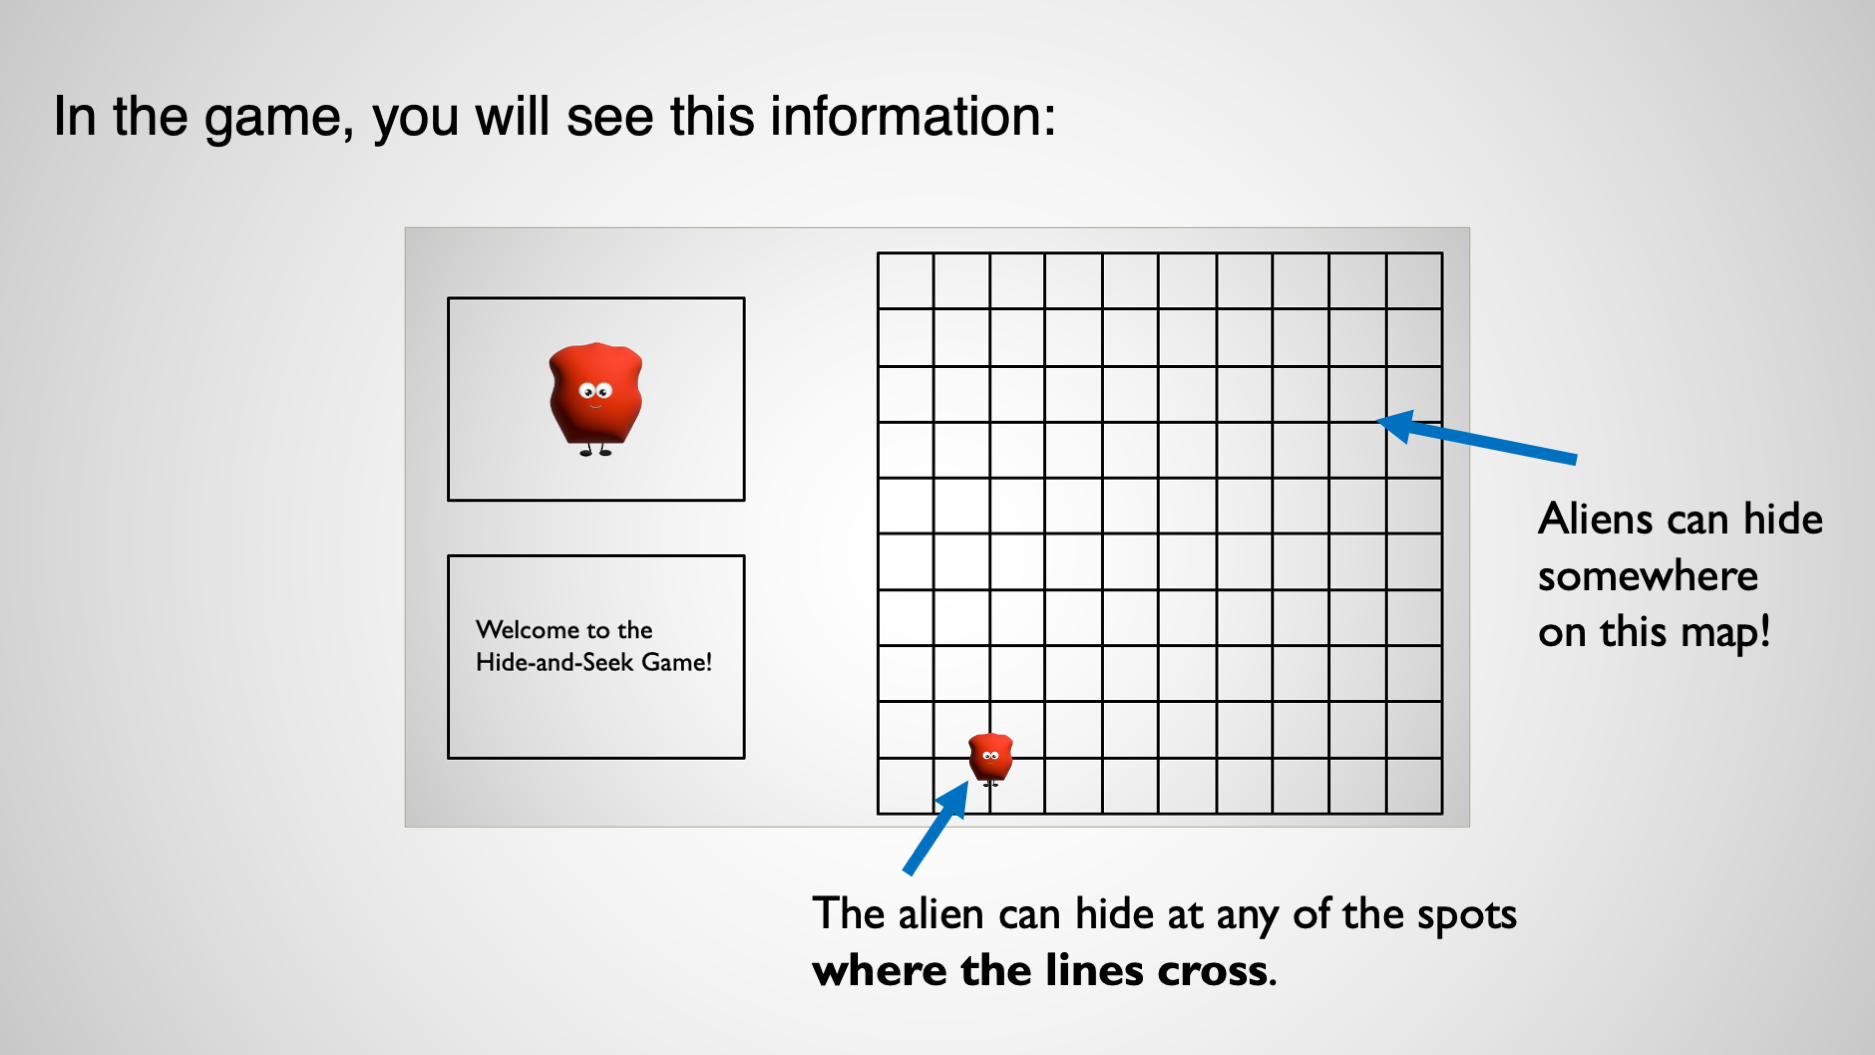 In the game, you will see this information:
Welcome to the
Hide-and-Seek Game!
Aliens can hide
somewhere
on this map!
The alien can hide at any of the spots
where the lines cross.